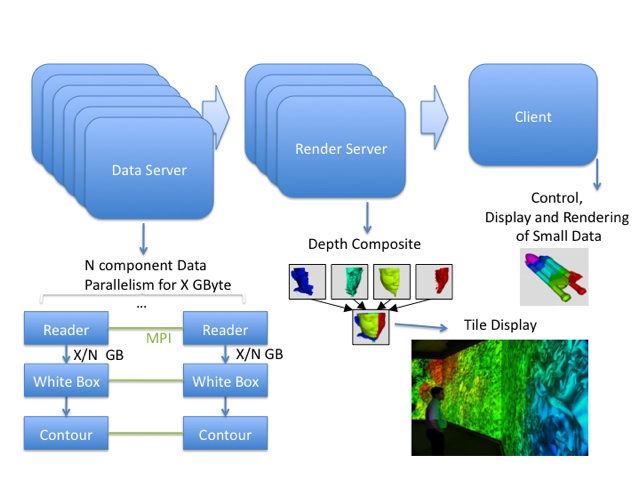 Data Server
Render Server
Client
Control,
Display and Rendering
of Small Data
Depth Composite
N component Data
Parallelism for X GByte
...
Reader
MPI
Reader
X/N  GB
X/N GB
White Box
White Box
Contour
Contour
Tile Display